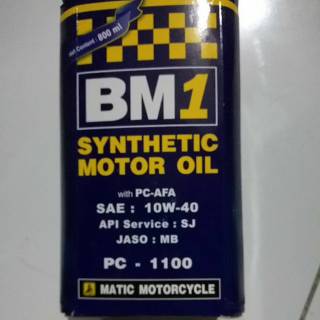 Net Content : 800 ml
BM1
SYNTHETIC
MOTOR OIL
with PC-AFA
SAE : 10W-40
API Service : SJ
JASO : MB
PC - 1100
MATIC MOTORCYCLE